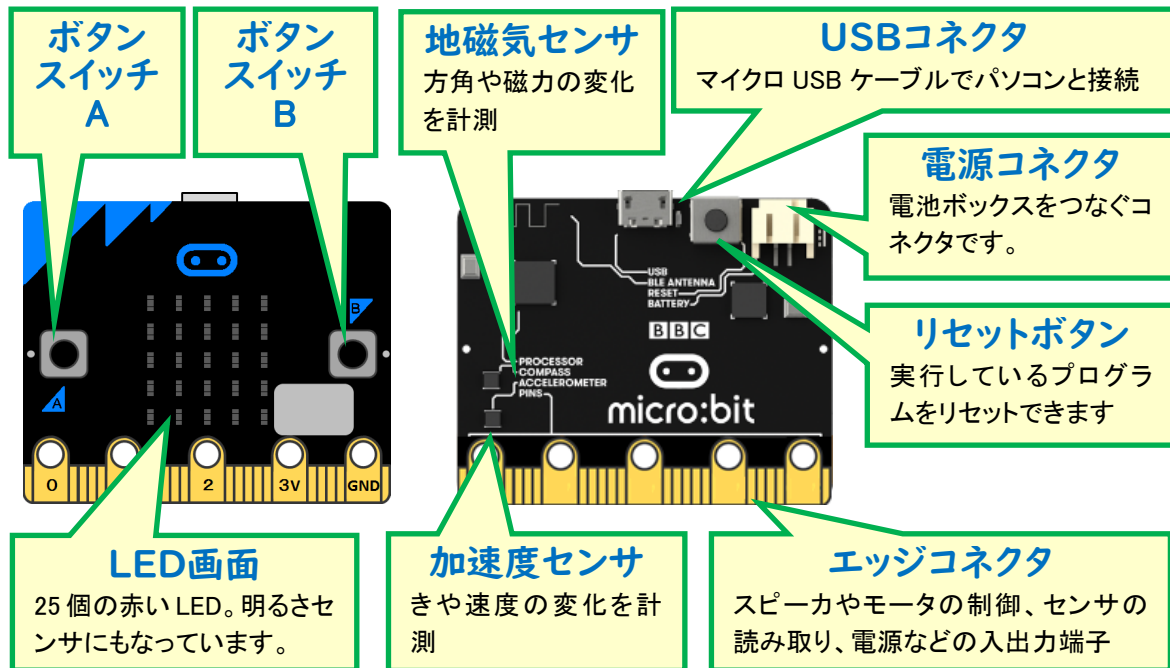 ボタン
スイッチ
A
ボタン
スイッチ
B
地磁気センサ
方角や磁力の変化
を計測
USBコネクタ
マイクロ USB ケーブルでパソコンと接続
電源コネクタ
電池ボックスをつなぐコ
ネクタです。
リセットボタン
実行しているプログラ
ムをリセットできます
B
A
0
2
3V
GND
USB
BLE ANTENNA
RESET
BATTERY
BBC
PROCESSOR
COMPASS
ACCELEROMETER
PINS
micro:bit
LED画面
25 個の赤い LED。明るさセ
ンサにもなっています。
加速度センサ
きや速度の変化を計
測
エッジコネクタ
スピーカやモータの制御、センサの
読み取り、電源などの入出力端子